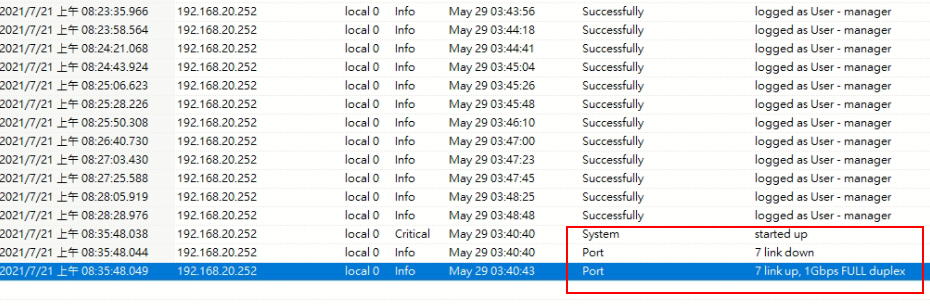 2021/7/21 上午 08:23:35.966 192.168.20.252 local 0 Info May 29 03:43:56 Successfully logged as User - manager
2021/7/21 上午 08:23:58.564 192.168.20.252 local 0 Info May 29 03:44:18 Successfully logged as User - manager
2021/7/21 上午 08:24:21.068 192.168.20.252 local 0 Info May 29 03:44:41 Successfully logged as User - manager
2021/7/21 上午 08:24:43.924 192.168.20.252 local 0 Info May 29 03:45:04 Successfully logged as User - manager
2021/7/21 上午 08:25:06.623 192.168.20.252 local 0 Info May 29 03:45:26 Successfully logged as User - manager
2021/7/21 上午 08:25:28.226 192.168.20.252 local 0 Info May 29 03:45:48 Successfully logged as User - manager
2021/7/21 上午 08:25:50.308 192.168.20.252 local 0 Info May 29 03:46:10 Successfully logged as User - manager
2021/7/21 上午 08:26:40.730 192.168.20.252 local 0 Info May 29 03:47:00 Successfully logged as User - manager
2021/7/21 上午 08:27:03.430 192.168.20.252 local 0 Info May 29 03:47:23 Successfully logged as User - manager
2021/7/21 上午 08:27:25.588 192.168.20.252 local 0 Info May 29 03:47:45 Successfully logged as User - manager
2021/7/21 上午 08:28:05.919 192.168.20.252 local 0 Info May 29 03:48:25 Successfully logged as User - manager
2021/7/21 上午 08:28:28.976 192.168.20.252 local 0 Info May 29 03:48:48 Successfully logged as User - manager
2021/7/21 上午 08:35:48.038 192.168.20.252 local 0 Critical May 29 03:40:40 System started up
2021/7/21 上午 08:35:48.044 192.168.20.252 local 0 Info May 29 03:40:40 Port 7 link down
2021/7/21 上午 08:35:48.049 192.168.20.252 local 0 Info May 29 03:40:43 Port 7 link up, 1Gbps FULL duplex